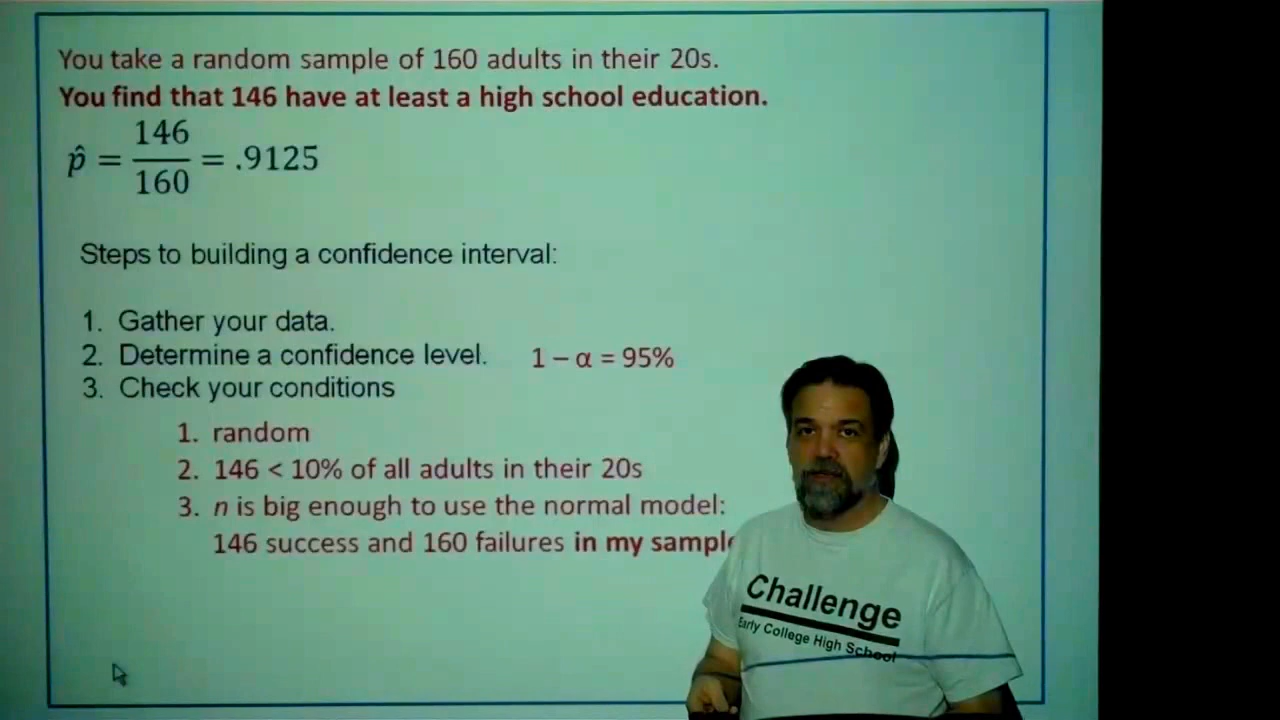 You take a random sample of 160 adults in their 20s.
You find that 146 have at least a high school education.
p̂ = 146/160 = .9125
Steps to building a confidence interval:
1. Gather your data.
2. Determine a confidence level. 1 – α = 95%
3. Check your conditions
1. random
2. 146 < 10% of all adults in their 20s
3. n is big enough to use the normal model:
146 success and 160 failures in my sample
Challenge
Early College High School